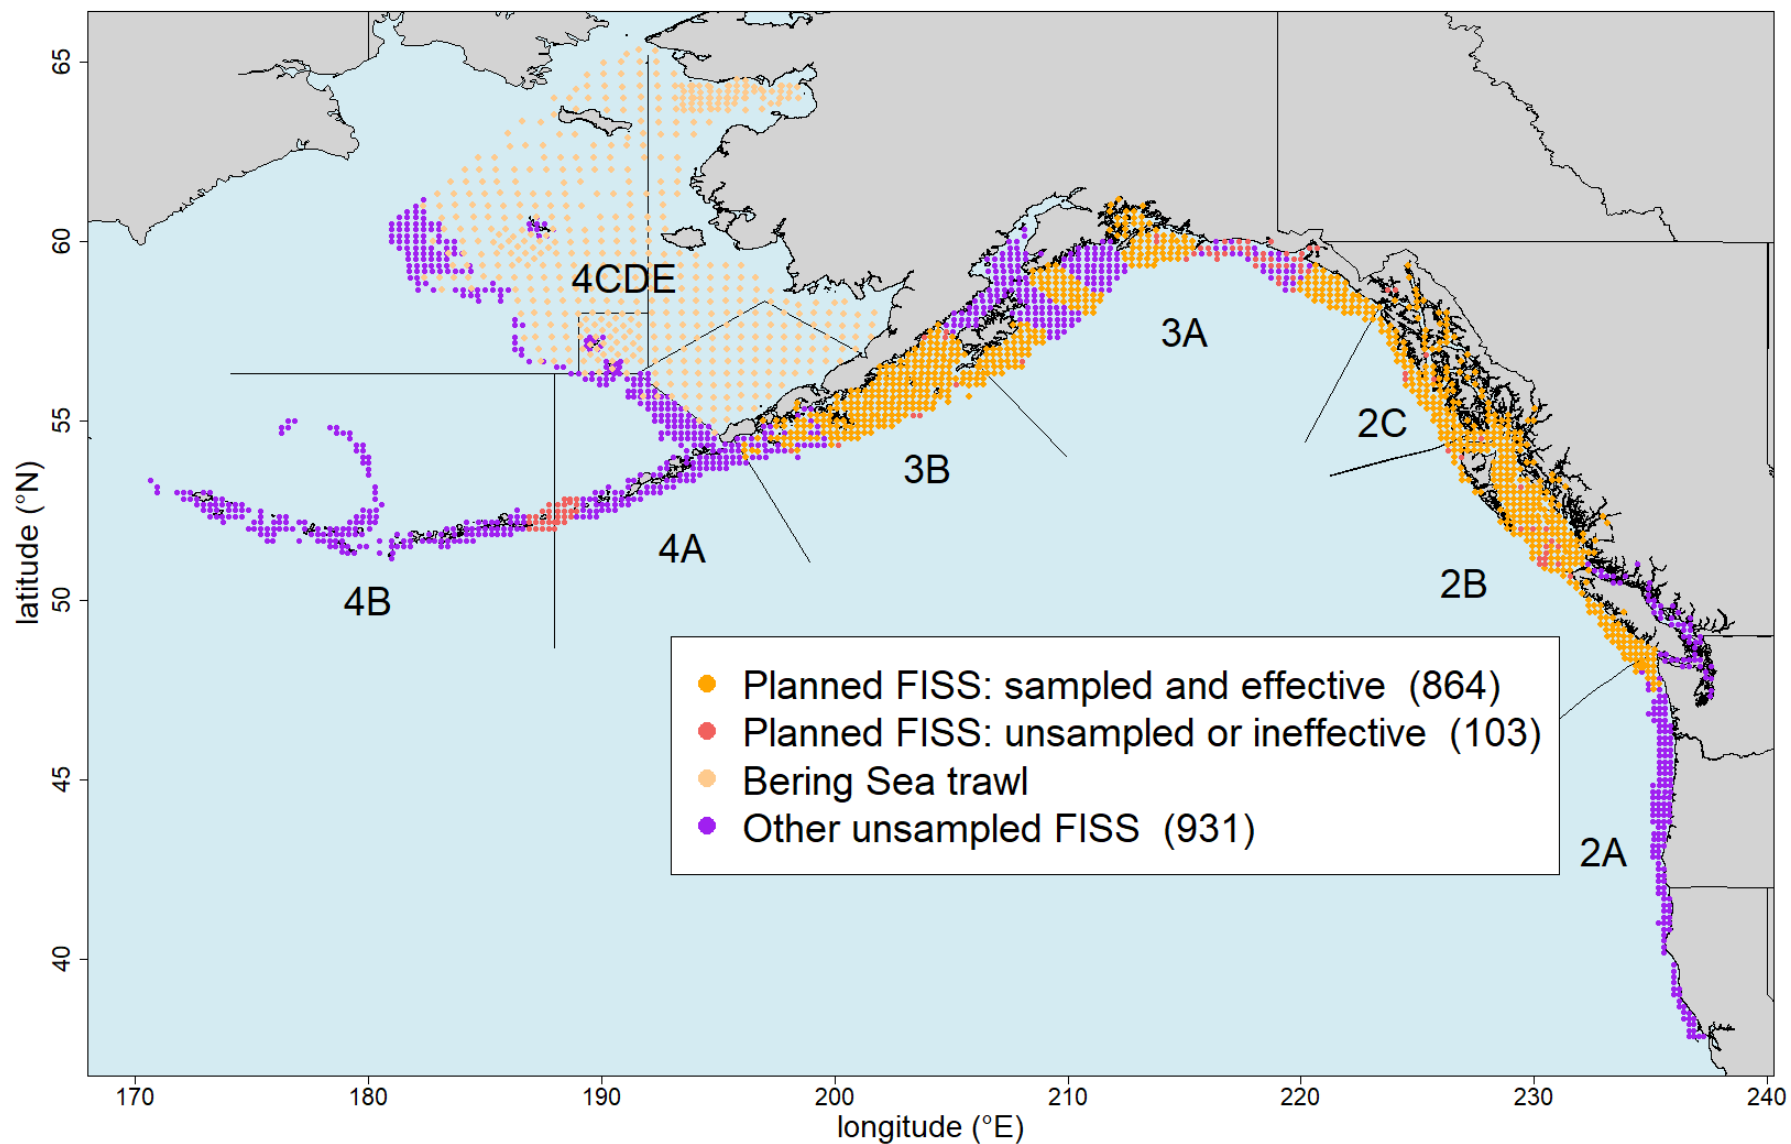 65
60
55
50
45
40
latitude (°N)
4CDE
3A
2C
3B
4A
2B
4B
Planned FISS: sampled and effective (864)
Planned FISS: unsampled or ineffective (103)
Bering Sea trawl
Other unsampled FISS (931)
2A
170 180 190 200 210 220 230 240
longitude (°E)